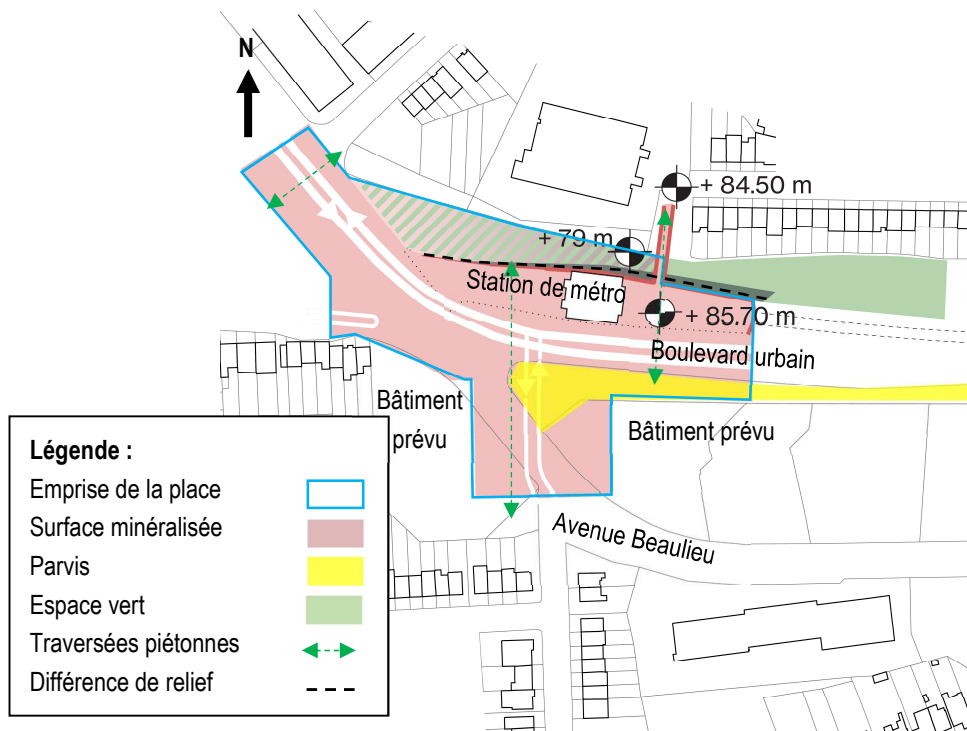 N
+ 84.50 m
+ 79 m
Station de métro
+ 85.70 m
Boulevard urbain
Bâtiment
prévu
Bâtiment prévu
Avenue Beaulieu
Légende :
Emprise de la place
Surface minéralisée
Parvis
Espace vert
Traversées piétonnes
Différence de relief